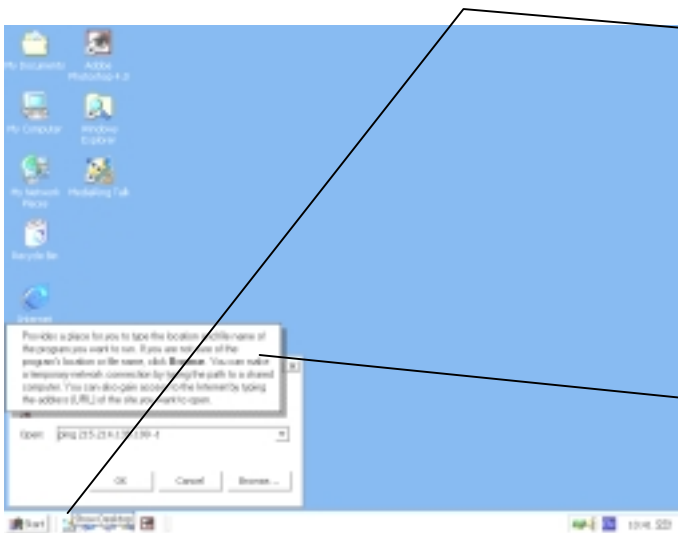 My Documents
Adobe
Photoshop 4.0
My Computer
Windows
Explorer
My Network
Places
Recycle Bin
Internet
Provides a place for you to type the location and file name of
the program you want to run. If you are not sure of the
program's location or file name, click Browse. You can make
a temporary network connection by typing the path to a shared
computer. You can also gain access to the Internet by typing
the address (URL) of the site you want to open.
Open:
ping
OK
Cancel
Browse...
Start
Show Desktop